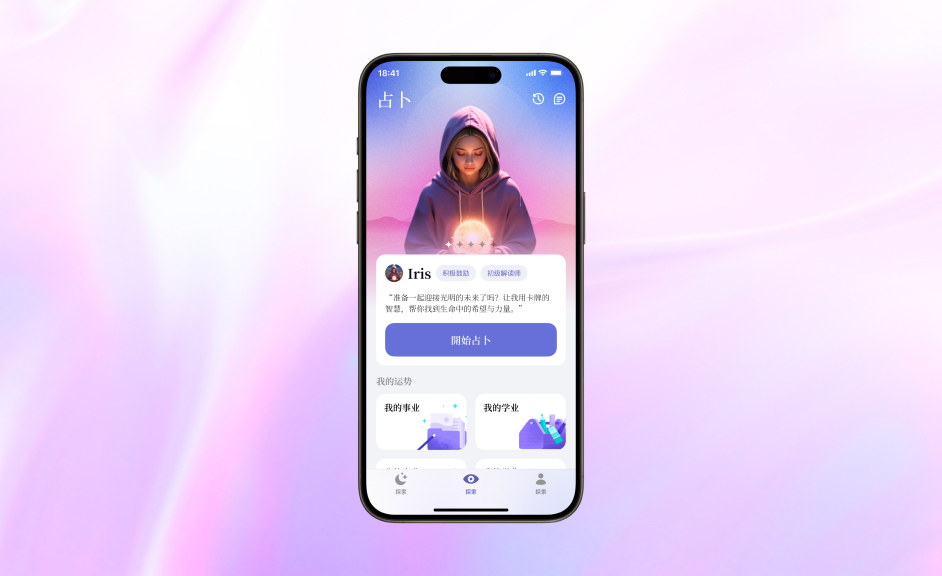 18:41
占卜
Iris 积极鼓励 初级解读师
“准备一起迎接光明的未来了吗？让我用卡牌的
智慧，帮你找到生命中的希望与力量。”
開始占卜
我的运势
我的事业 我的学业
探索 探索 探索